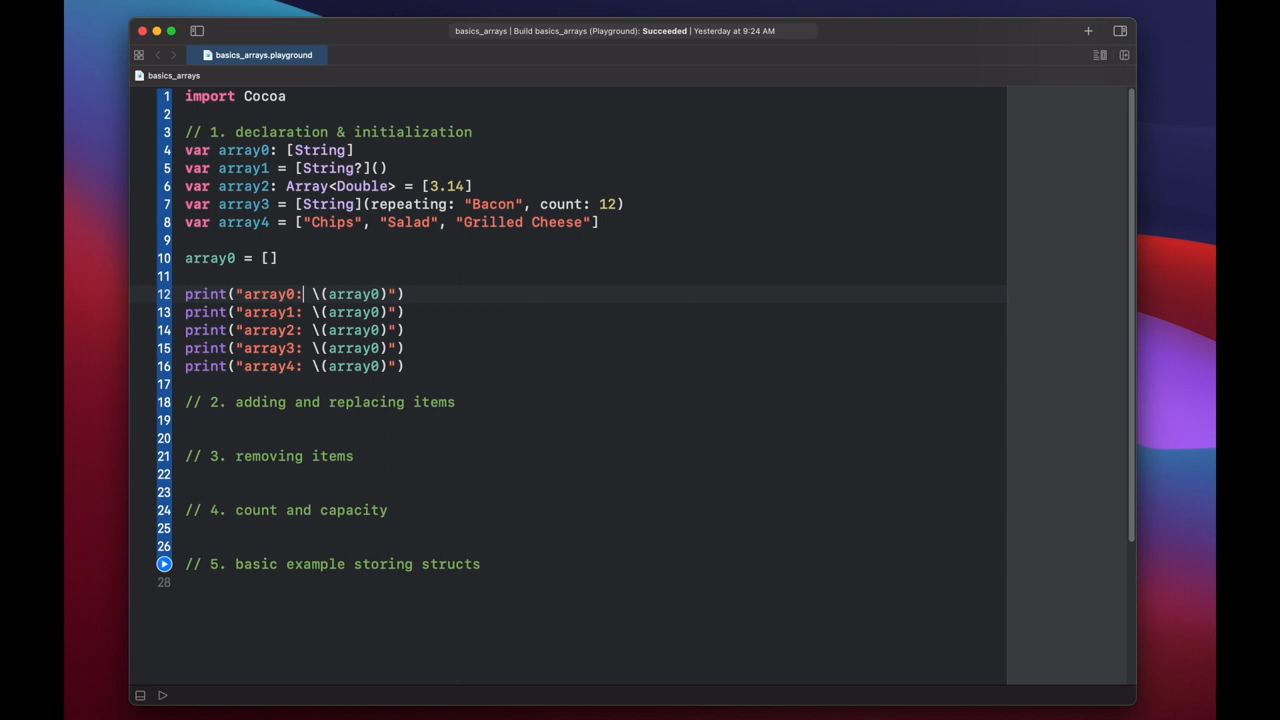 basics_arrays | Build basics_arrays (Playground): Succeeded | Yesterday at 9:24 AM
basics_arrays.playground
basics_arrays
1 import Cocoa
2
3 // 1. declaration & initialization
4 var array0: [String]
5 var array1 = [String?]()
6 var array2: Array<Double> = [3.14]
7 var array3 = [String](repeating: "Bacon", count: 12)
8 var array4 = ["Chips", "Salad", "Grilled Cheese"]
9
10 array0 = []
11
12 print("array0: \(array0)")
13 print("array1: \(array0)")
14 print("array2: \(array0)")
15 print("array3: \(array0)")
16 print("array4: \(array0)")
17
18 // 2. adding and replacing items
19
20
21 // 3. removing items
22
23
24 // 4. count and capacity
25
26
// 5. basic example storing structs
28